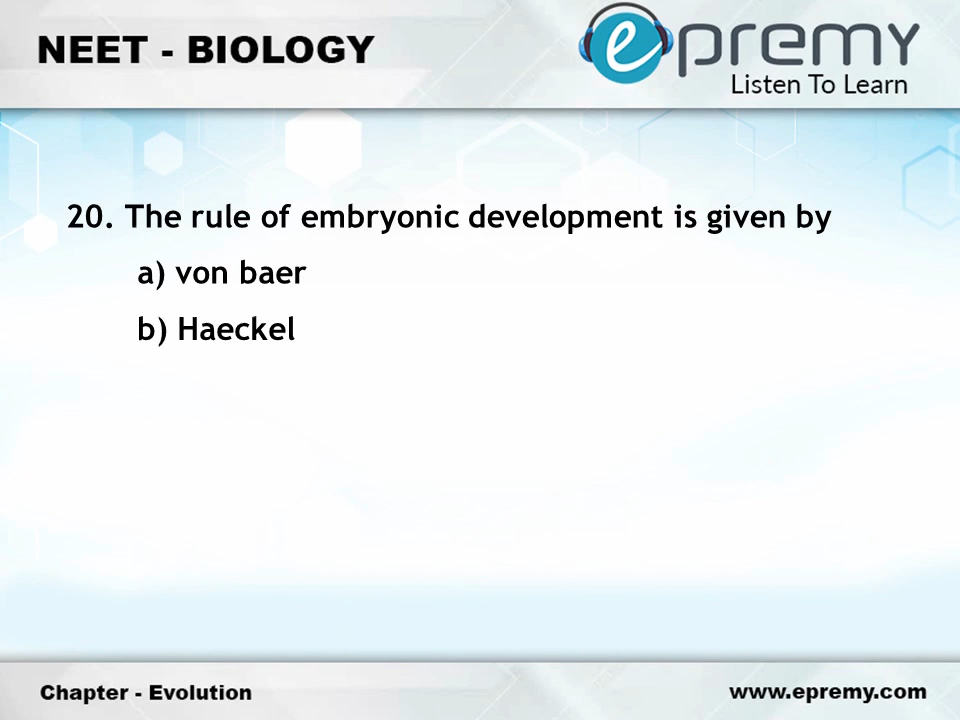 NEET - BIOLOGY
epremy
Listen To Learn
20. The rule of embryonic development is given by
a) von baer
b) Haeckel
Chapter - Evolution
www.epremy.com